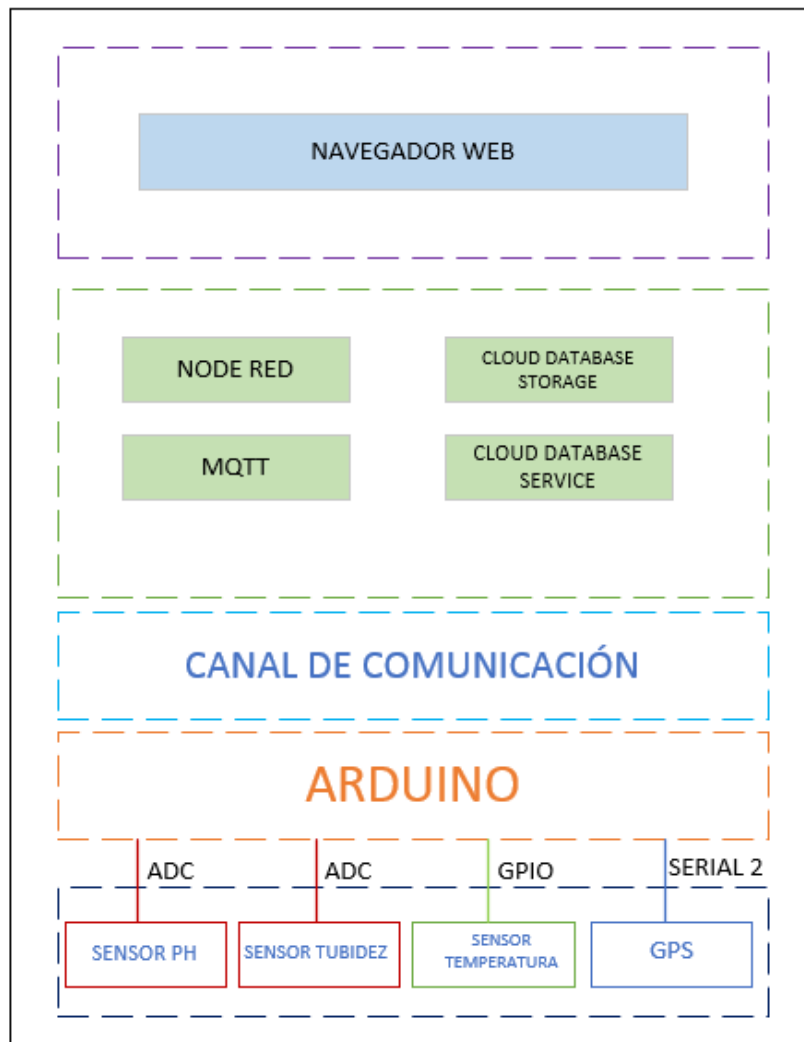 NAVEGADOR WEB
NODE RED
CLOUD DATABASE
STORAGE
MQTT
CLOUD DATABASE
SERVICE
CANAL DE COMUNICACIÓN
ARDUINO
ADC
ADC
GPIO
SERIAL 2
SENSOR PH
SENSOR TUBIDEZ
SENSOR
TEMPERATURA
GPS